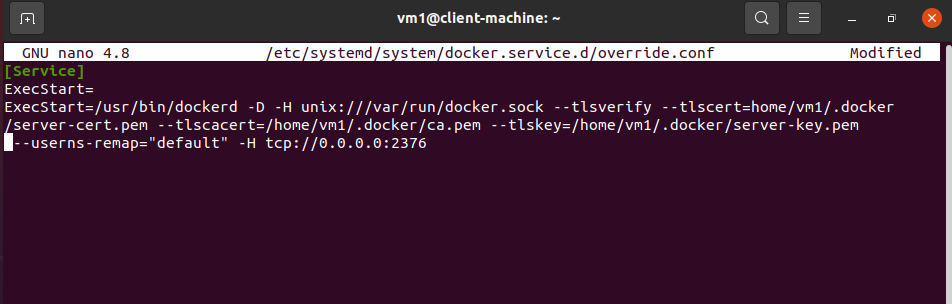 vm1@client-machine: ~
GNU nano 4.8 /etc/systemd/system/docker.service.d/override.conf Modified
[Service]
ExecStart=
ExecStart=/usr/bin/dockerd -D -H unix:///var/run/docker.sock --tlsverify --tlscert=home/vm1/.docker
/server-cert.pem --tlscacert=/home/vm1/.docker/ca.pem --tlskey=/home/vm1/.docker/server-key.pem
--userns-remap="default" -H tcp://0.0.0.0:2376